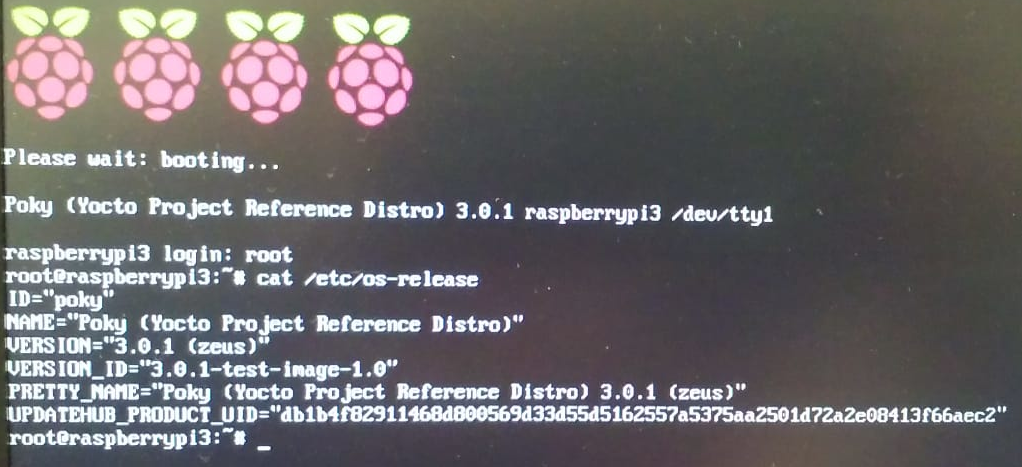 Please wait: booting...
Poky (Yocto Project Reference Distro) 3.0.1 raspberrypi3 /dev/tty1
raspberrypi3 login: root
root@raspberrypi3:~# cat /etc/os-release
ID="poky"
NAME="Poky (Yocto Project Reference Distro)"
VERSION="3.0.1 (zeus)"
VERSION_ID="3.0.1-test-image-1.0"
PRETTY_NAME="Poky (Yocto Project Reference Distro) 3.0.1 (zeus)"
UPDATEHUB_PRODUCT_UID="db1b4f82911468d800569d33d55d5162557a5375aa2501d72a2e08413f66aec2"
root@raspberrypi3:~# _